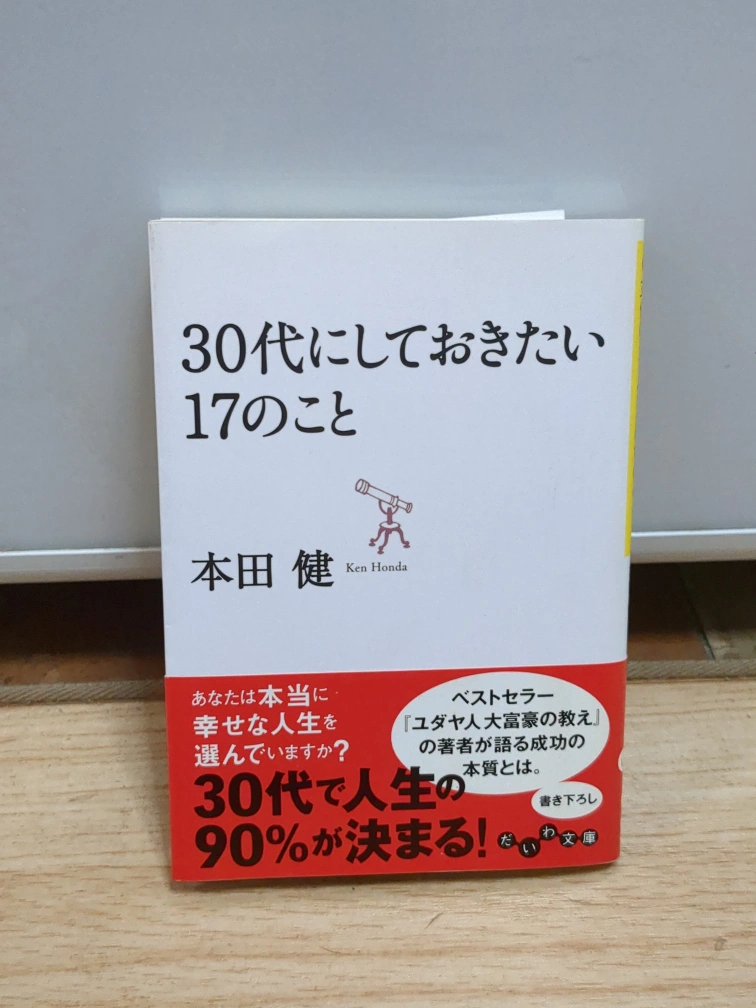 30代にしておきたい
17のこと
本田 健
Ken Honda
あなたは本当に
幸せな人生を
選んでいますか?
30代で人生の
90%が決まる!
ベストセラー
『ユダヤ人大富豪の教え』
の著者が語る成功の
本質とは。
書き下ろし
だいわ文庫